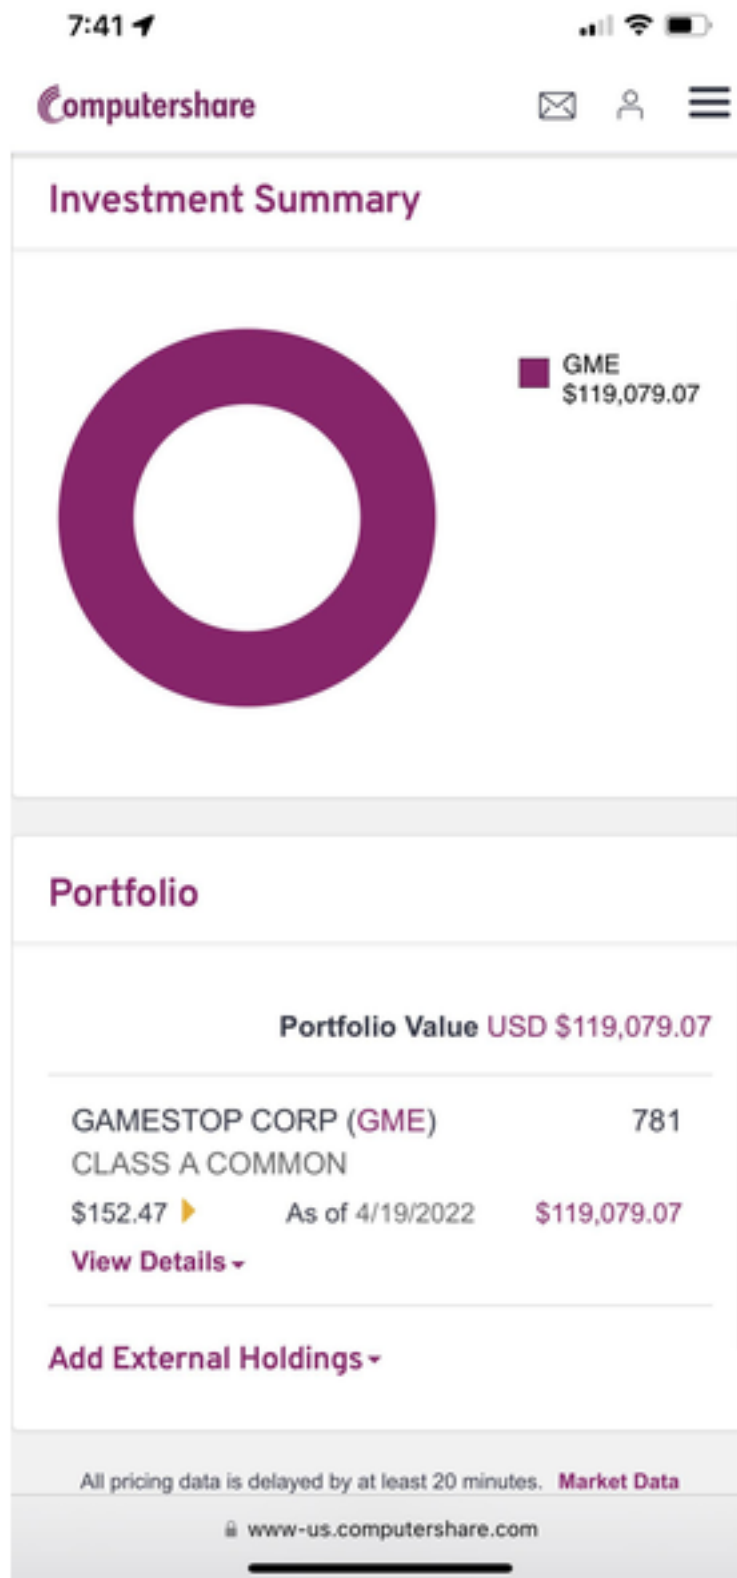 7:41
Computershare
Investment Summary
GME
$119,079.07
Portfolio
Portfolio Value USD $119,079.07
GAMESTOP CORP (GME) 781
CLASS A COMMON
$152.47 As of 4/19/2022 $119,079.07
View Details
Add External Holdings
All pricing data is delayed by at least 20 minutes. Market Data
www-us.computershare.com